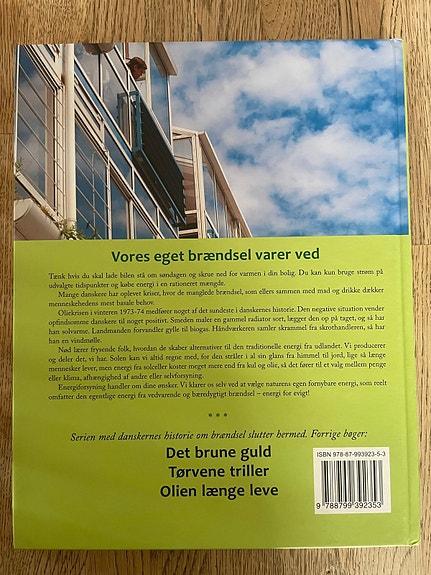 Vores eget brændsel varer ved
Tænk hvis du skal lade bilen stå om søndagen og skrue ned for varmen i din bolig. Du kan kun bruge strøm på
udvalgte tidspunkter og købe energi i en rationeret mængde.
Mange danskere har oplevet kriser, hvor de manglede brændsel, som ellers sammen med mad og drikke dækker
menneskehedens mest basale behov.
Oliekrisen i vinteren 1973-74 medfører noget af det sundeste i danskernes historie. Den negative situation vender
opfindsomme danskere til noget positivt. Smeden maler en gammel radiator sort, lægger den op på taget, og så har
han solvarme. Landmanden forvandler gylle til biogas. Håndværkeren samler skrammel fra skrothandleren, så har
han en vindmølle.
Nød lærer frysende folk, hvordan de skaber alternativer til den traditionelle energi fra udlandet. Vi producerer
og deler det, vi har. Solen kan vi altid regne med, for den stråler i al sin glans fra himmel til jord, lige så længe
mennesker lever, men energi fra solceller koster meget mere end fra kul og olie, så det fører til et valg mellem penge
eller klima, afhængighed af andre eller selvforsyning.
Energiforsyning handler om dine ønsker. Vi klarer os selv ved at vælge naturens egen fornybare energi, som reelt
omfatter den egentlige energi fra vedvarende og bæredygtigt brændsel – energi for evigt!
* * *
Serien med danskernes historie om brændsel slutter hermed. Forrige bøger:
Det brune guld
Tørvene triller
Olien længe leve
ISBN 978-87-993923-5-3
9 788799 392353